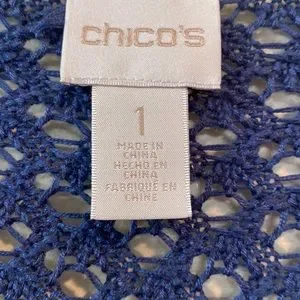 chico's
1
MADE IN
CHINA
HECHO EN
CHINA
FABRIQUE EN
CHINE